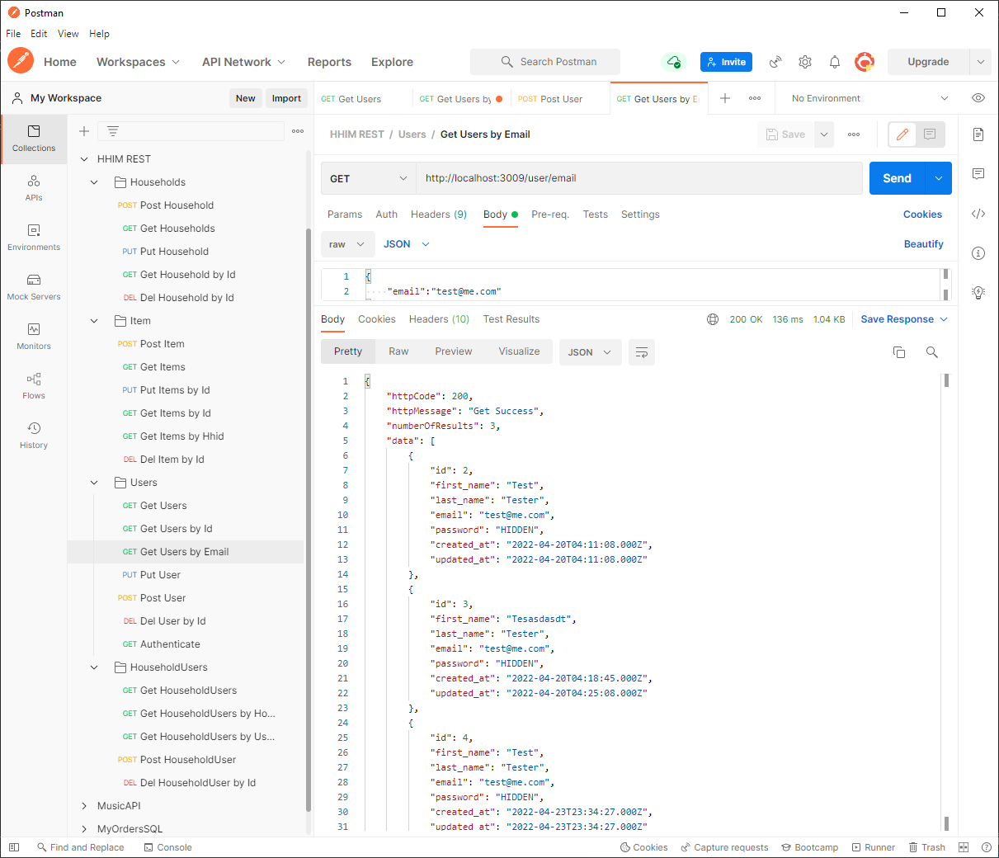 Postman
File Edit View Help
Home Workspaces API Network Reports Explore Search Postman Invite Upgrade
My Workspace New Import
GET Get Users GET Get Users by POST Post User GET Get Users by E No Environment
Collections
APIs
Environments
Mock Servers
Monitors
Flows
History
HHIM REST
Households
POST Post Household
GET Get Households
PUT Put Household
GET Get Household by Id
DEL Del Household by Id
Item
POST Post Item
GET Get Items
PUT Put Items by Id
GET Get Items by Id
GET Get Items by Hhid
DEL Del Item by Id
Users
GET Get Users
GET Get Users by Id
GET Get Users by Email
PUT Put User
POST Post User
DEL Del User by Id
GET Authenticate
HouseholdUsers
GET Get HouseholdUsers
GET Get HouseholdUsers by Ho...
GET Get HouseholdUsers by Us...
POST Post HouseholdUser
DEL Del HouseholdUser by Id
MusicAPI
MyOrdersSQL
HHIM REST / Users / Get Users by Email Save
GET http://localhost:3009/user/email Send
Params Auth Headers (9) Body Pre-req. Tests Settings Cookies
raw JSON Beautify
1 {
2 "email":"test@me.com"
Body Cookies Headers (10) Test Results 200 OK 136 ms 1.04 KB Save Response
Pretty Raw Preview Visualize JSON
1 {
2 "httpCode": 200,
3 "httpMessage": "Get Success",
4 "numberOfResults": 3,
5 "data": [
6 {
7 "id": 2,
8 "first_name": "Test",
9 "last_name": "Tester",
10 "email": "test@me.com",
11 "password": "HIDDEN",
12 "created_at": "2022-04-20T04:11:08.000Z",
13 "updated_at": "2022-04-20T04:11:08.000Z"
14 },
15 {
16 "id": 3,
17 "first_name": "Tesasdasdt",
18 "last_name": "Tester",
19 "email": "test@me.com",
20 "password": "HIDDEN",
21 "created_at": "2022-04-20T04:18:45.000Z",
22 "updated_at": "2022-04-20T04:25:08.000Z"
23 },
24 {
25 "id": 4,
26 "first_name": "Test",
27 "last_name": "Tester",
28 "email": "test@me.com",
29 "password": "HIDDEN",
30 "created_at": "2022-04-23T23:34:27.000Z",
31 "updated_at": "2022-04-23T23:34:27.000Z"
Find and Replace Console Cookies Capture requests Bootcamp Runner Trash